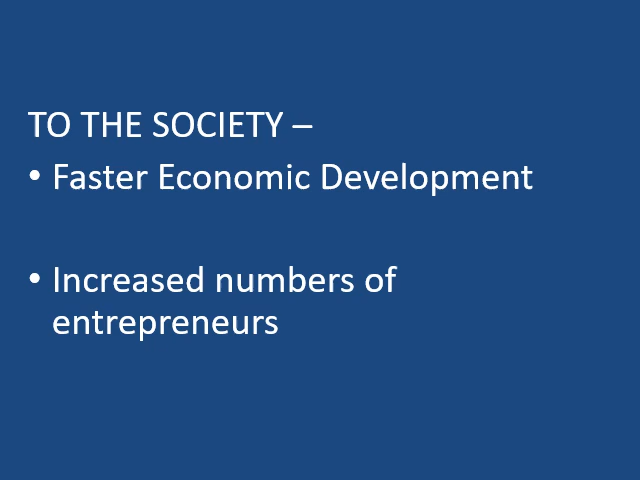 TO THE SOCIETY –
• Faster Economic Development
• Increased numbers of
entrepreneurs